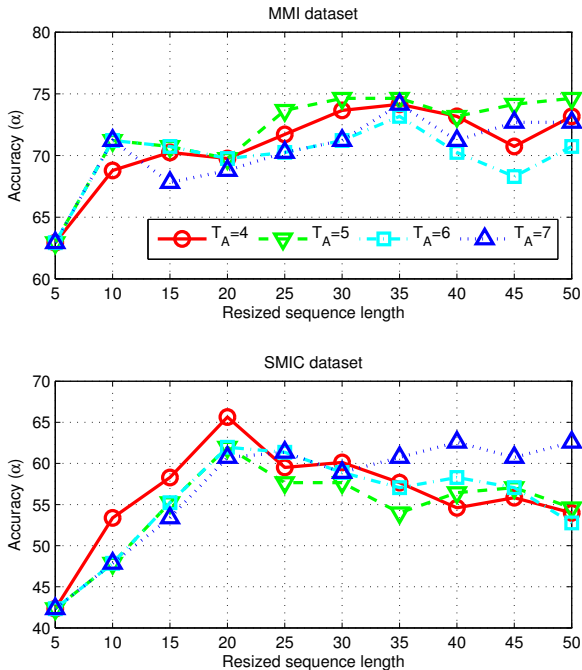 MMI dataset
80
75
70
65
60
Accuracy (α)
T_A=4 T_A=5 T_A=6 T_A=7
5 10 15 20 25 30 35 40 45 50
Resized sequence length
SMIC dataset
70
65
60
55
50
45
40
Accuracy (α)
5 10 15 20 25 30 35 40 45 50
Resized sequence length